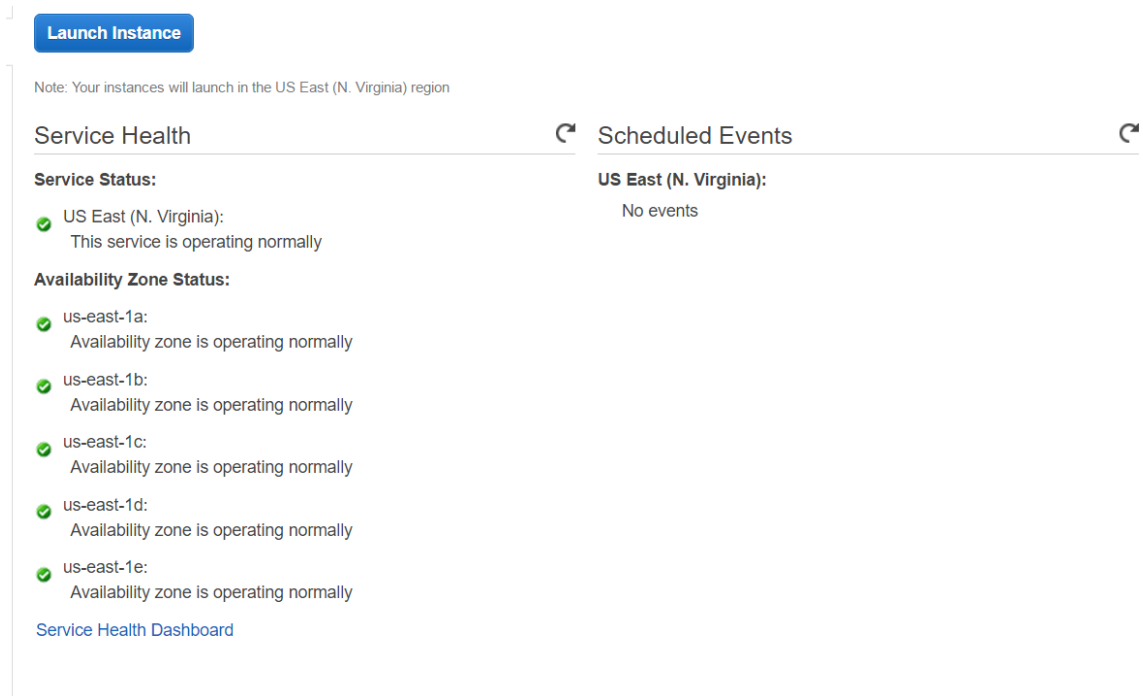 Launch Instance
Note: Your instances will launch in the US East (N. Virginia) region
Service Health
Service Status:
US East (N. Virginia):
This service is operating normally
Availability Zone Status:
us-east-1a:
Availability zone is operating normally
us-east-1b:
Availability zone is operating normally
us-east-1c:
Availability zone is operating normally
us-east-1d:
Availability zone is operating normally
us-east-1e:
Availability zone is operating normally
Service Health Dashboard
Scheduled Events
US East (N. Virginia):
No events